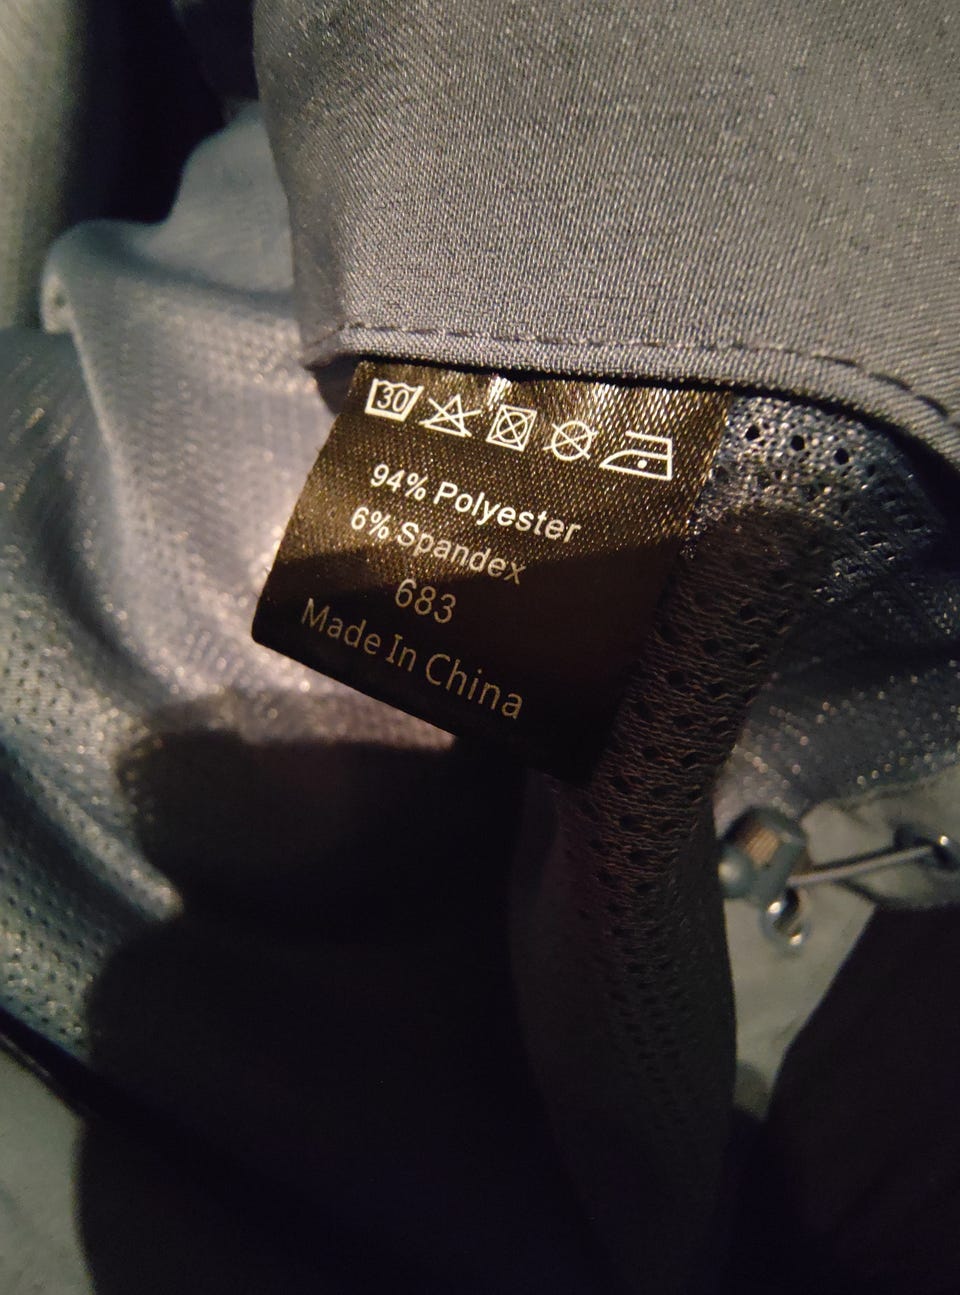 30
94% Polyester
6% Spandex
683
Made In China